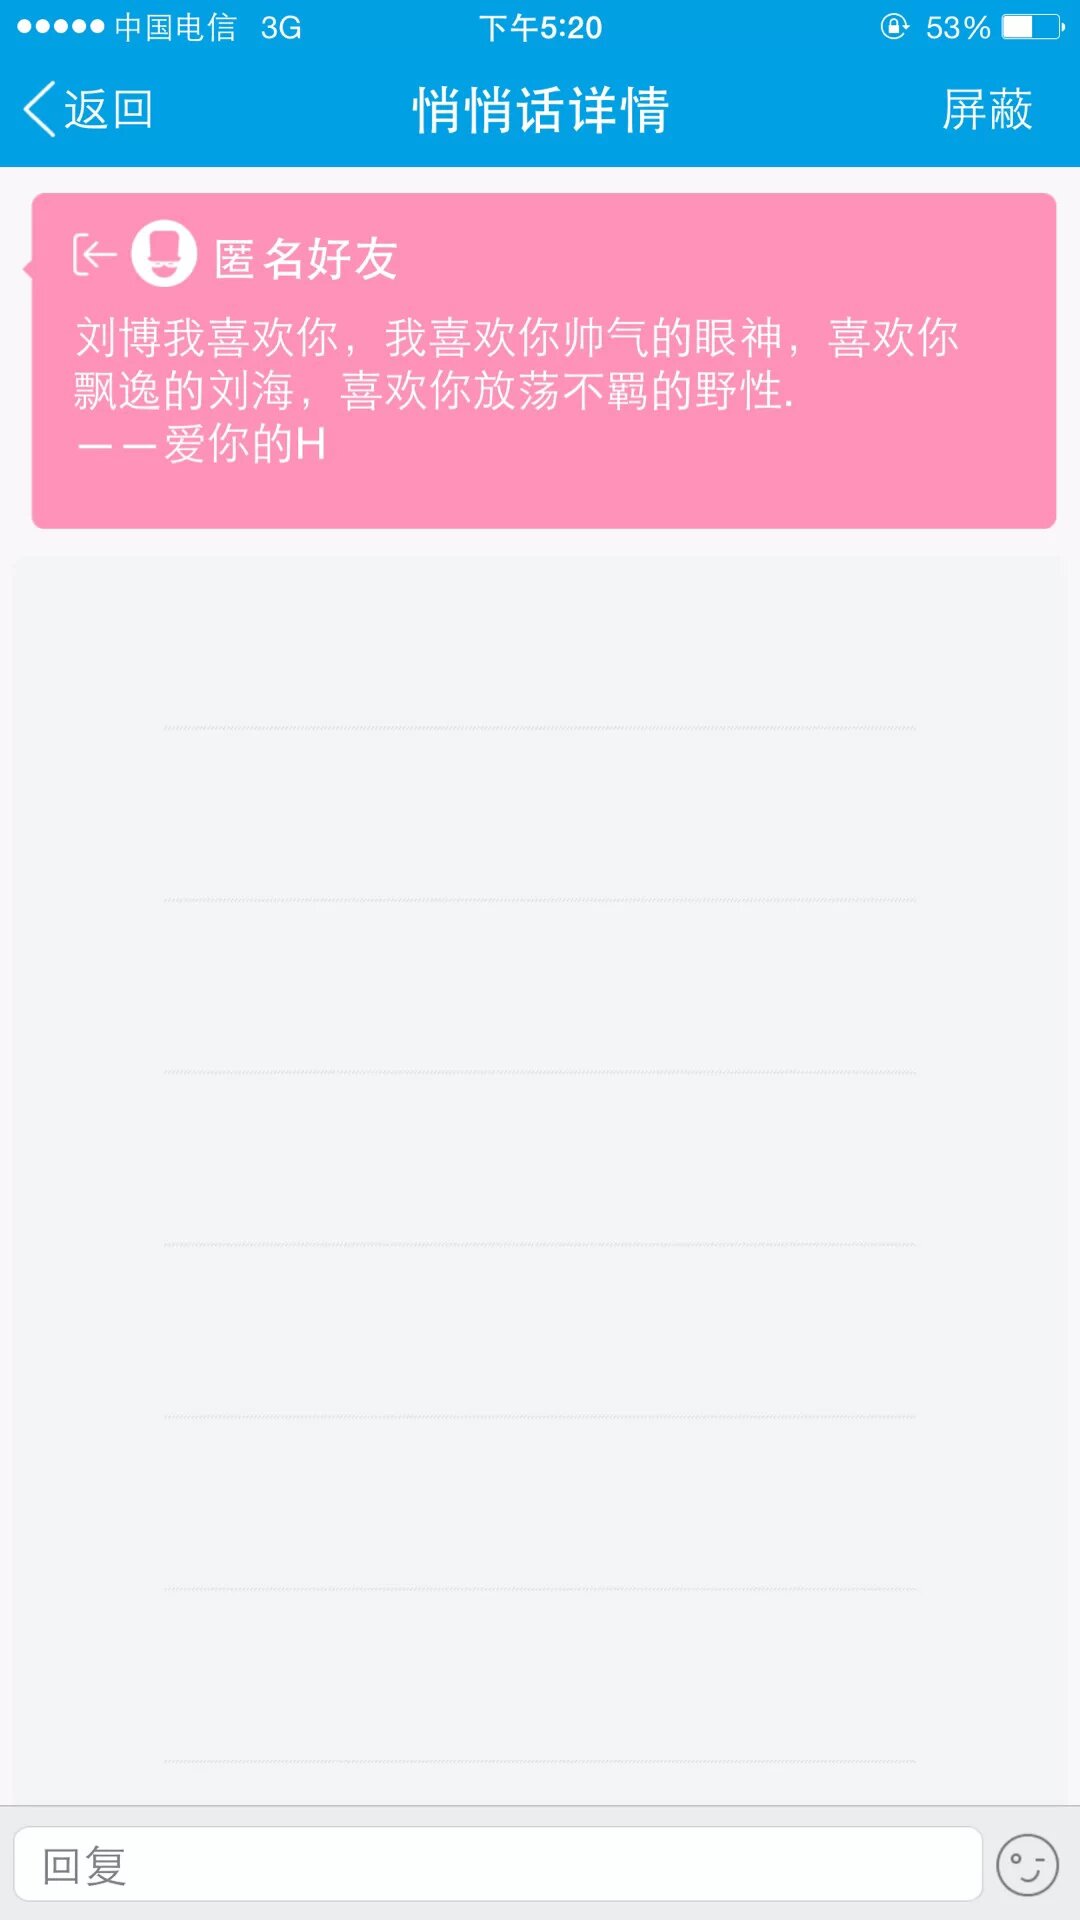 中国电信 3G 下午5:20 53%
返回 悄悄话详情 屏蔽
匿名好友
刘博我喜欢你，我喜欢你帅气的眼神，喜欢你
飘逸的刘海，喜欢你放荡不羁的野性.
——爱你的H
回复